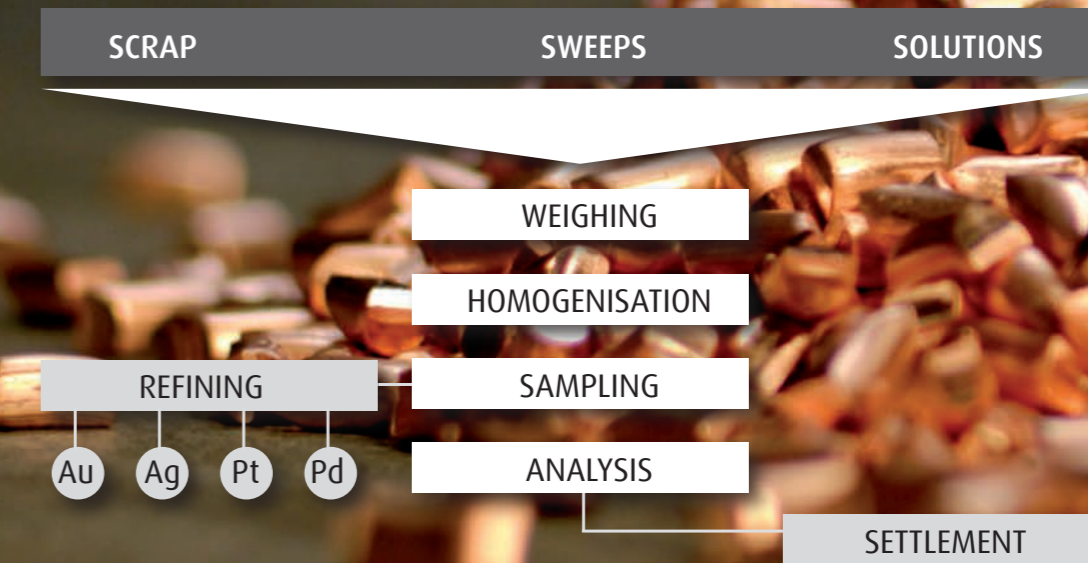 SCRAP SWEEPS SOLUTIONS
WEIGHING
HOMOGENISATION
REFINING SAMPLING
Au Ag Pt Pd ANALYSIS
SETTLEMENT